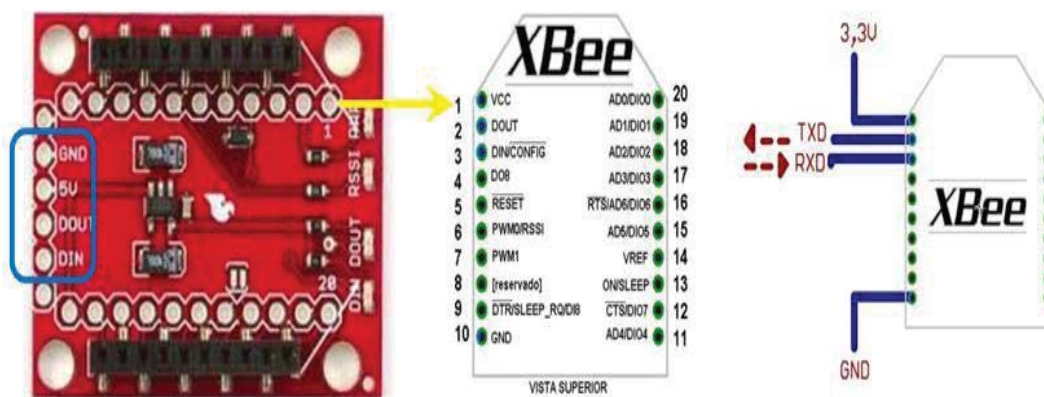 GND
5V
DOUT
DIN
1
RSSI
DOUT
DIN
20
XBee
1 VCC
2 DOUT
3 DIN/CONFIG
4 DO8
5 RESET
6 PWM0/RSSI
7 PWM1
8 [reservado]
9 DTR/SLEEP_RQ/DI8
10 GND
AD0/DIO0 20
AD1/DIO1 19
AD2/DIO2 18
AD3/DIO3 17
RTS/AD6/DIO6 16
AD5/DIO5 15
VREF 14
ON/SLEEP 13
CTS/DIO7 12
AD4/DIO4 11
VISTA SUPERIOR
3,3V
TXD
RXD
XBee
GND